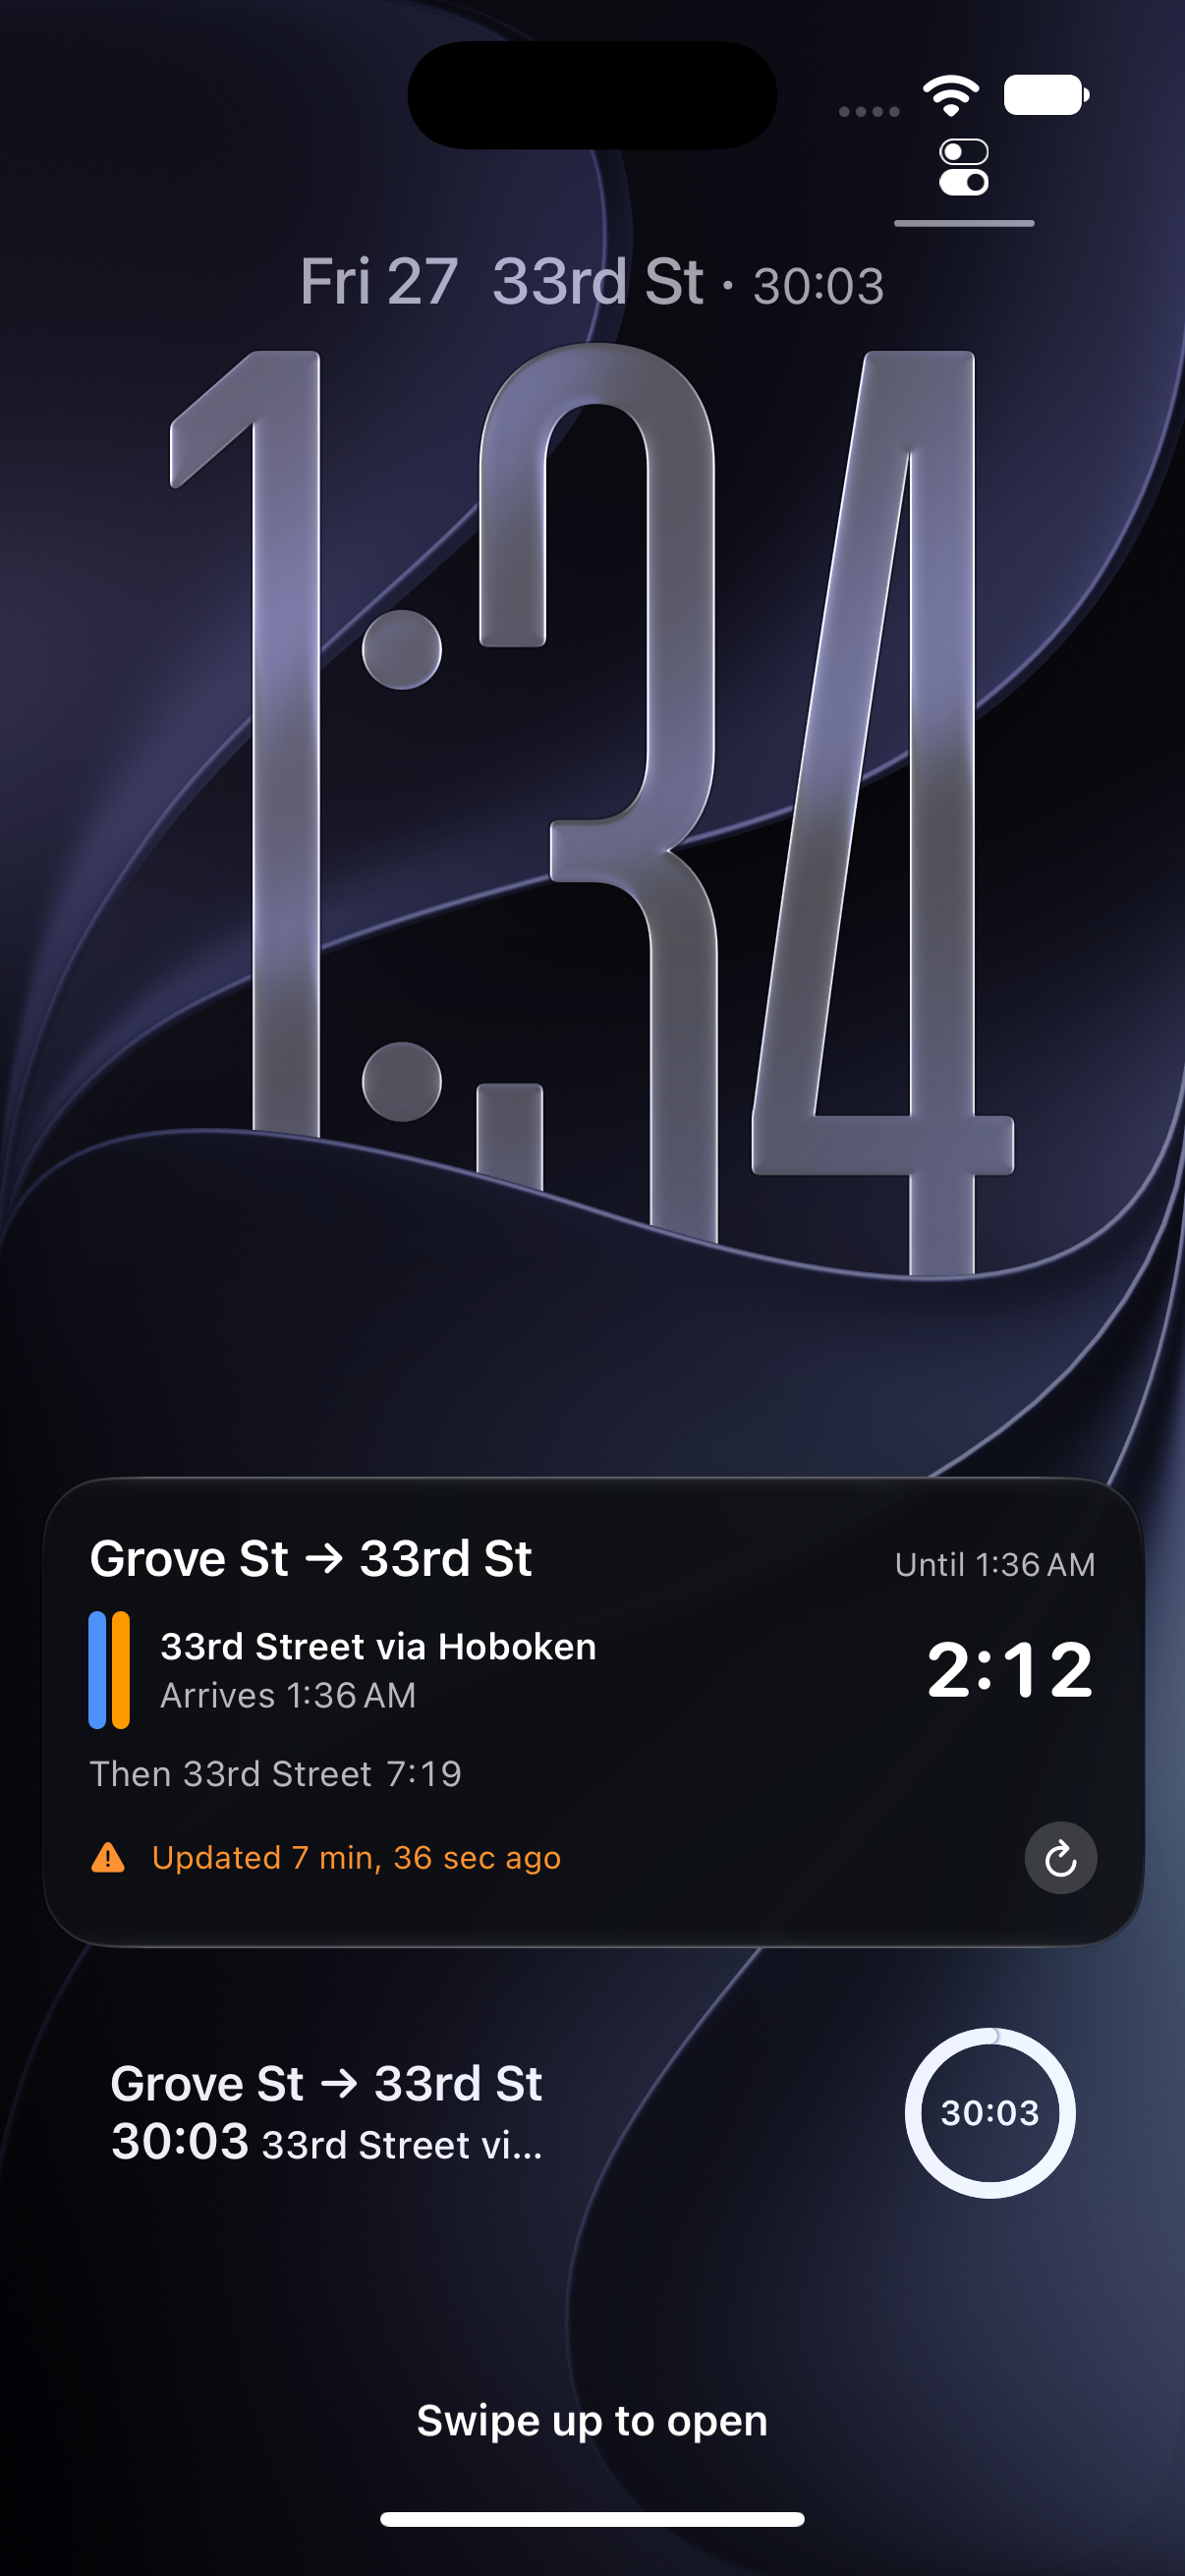 Fri 27 33rd St · 30:03
1:34
Grove St → 33rd St
Until 1:36 AM
33rd Street via Hoboken
Arrives 1:36 AM
2:12
Then 33rd Street 7:19
Updated 7 min, 36 sec ago
Grove St → 33rd St
30:03 33rd Street vi...
30:03
Swipe up to open